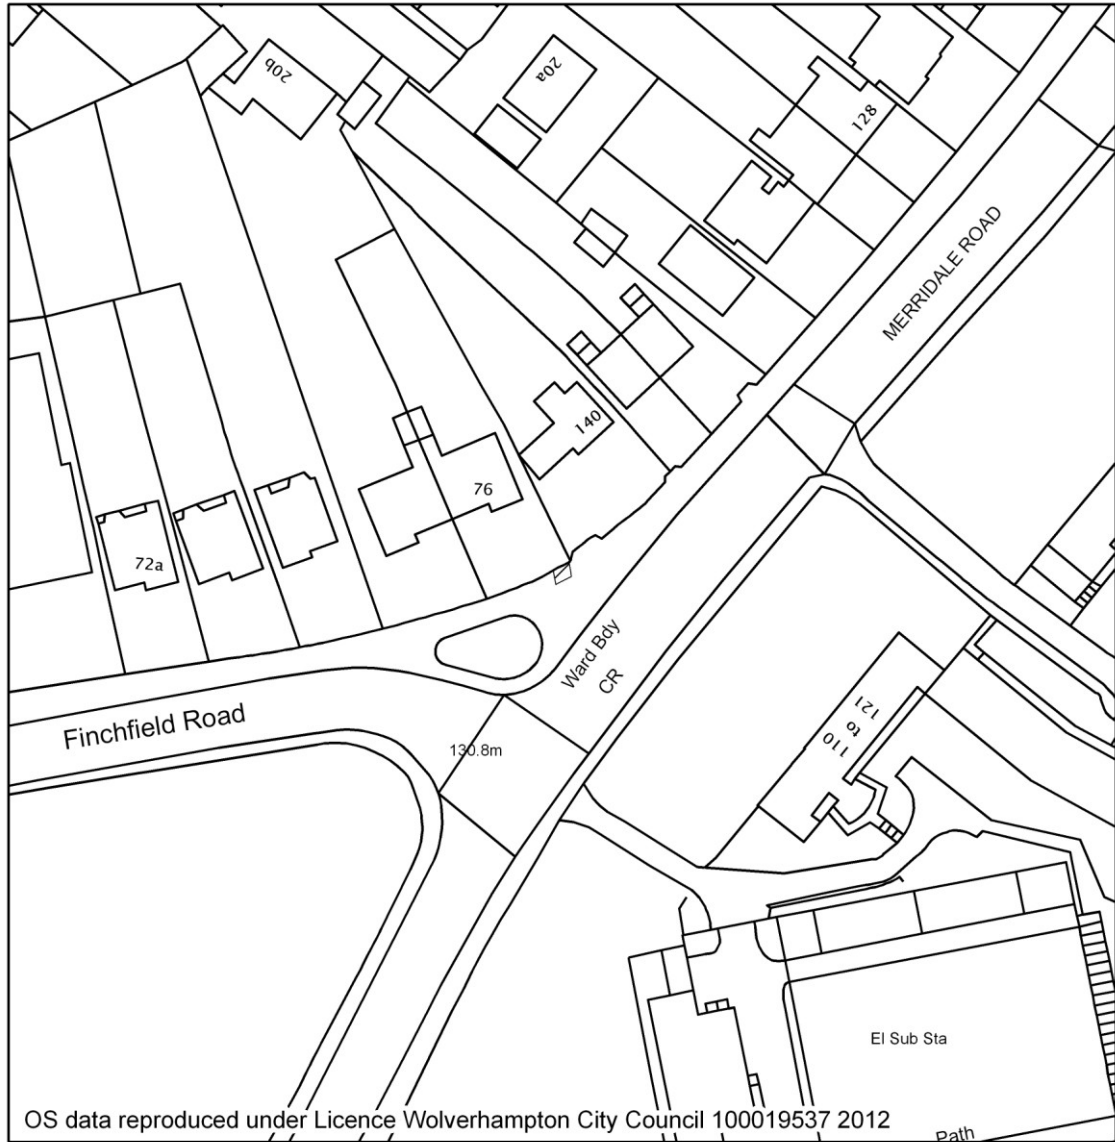 20b
20a
128
MERRIDALE ROAD
140
76
72a
Ward Bdy
CR
Finchfield Road
130.8m
110
to
121
El Sub Sta
OS data reproduced under Licence Wolverhampton City Council 100019537 2012
Path